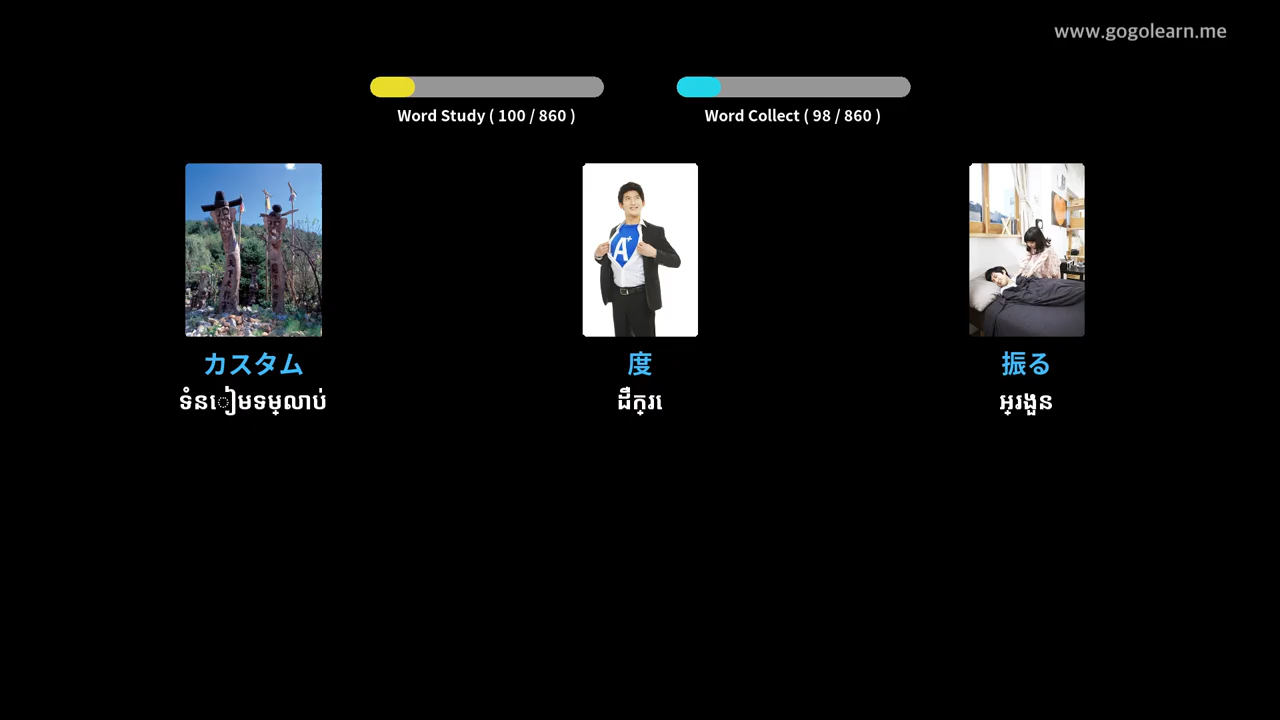 www.gogolearn.me
Word Study ( 100 / 860 )
Word Collect ( 98 / 860 )
A+
カスタム
度
振る
ទំនៀមទម្លាប់
ដឺក្រេ
អ្រងួន